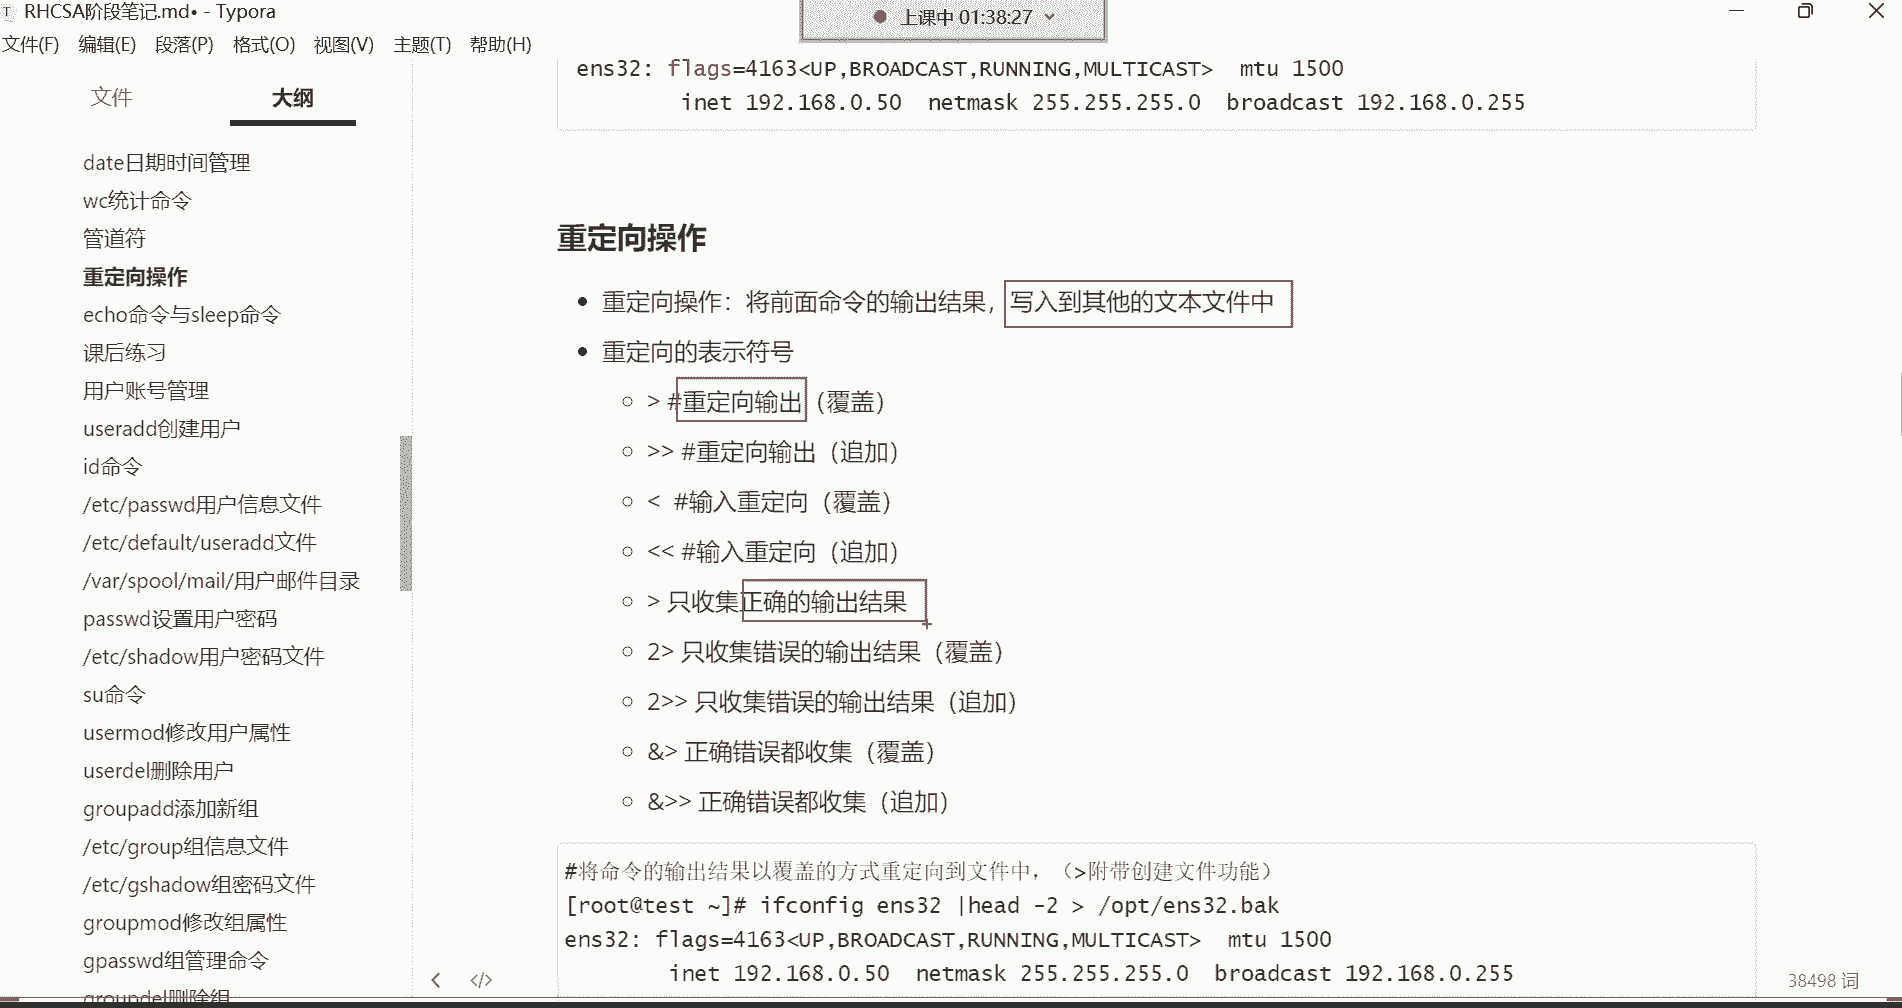 RHCSA阶段笔记.md• - Typora
上课中 01:38:27
文件(F) 编辑(E) 段落(P) 格式(O) 视图(V) 主题(T) 帮助(H)
文件 大纲
date日期时间管理
wc统计命令
管道符
重定向操作
echo命令与sleep命令
课后练习
用户账号管理
useradd创建用户
id命令
/etc/passwd用户信息文件
/etc/default/useradd文件
/var/spool/mail/用户邮件目录
passwd设置用户密码
/etc/shadow用户密码文件
su命令
usermod修改用户属性
userdel删除用户
groupadd添加新组
/etc/group组信息文件
/etc/gshadow组密码文件
groupmod修改组属性
gpasswd组管理命令
groupdel删除组
ens32: flags=4163<UP,BROADCAST,RUNNING,MULTICAST>  mtu 1500
inet 192.168.0.50  netmask 255.255.255.0  broadcast 192.168.0.255
重定向操作
• 重定向操作：将前面命令的输出结果，写入到其他的文本文件中
• 重定向的表示符号
○ > #重定向输出（覆盖）
○ >> #重定向输出（追加）
○ <  #输入重定向（覆盖）
○ << #输入重定向（追加）
○ > 只收集正确的输出结果
○ 2> 只收集错误的输出结果（覆盖）
○ 2>> 只收集错误的输出结果（追加）
○ &> 正确错误都收集（覆盖）
○ &>> 正确错误都收集（追加）
#将命令的输出结果以覆盖的方式重定向到文件中，（>附带创建文件功能）
[root@test ~]# ifconfig ens32 |head -2 > /opt/ens32.bak
ens32: flags=4163<UP,BROADCAST,RUNNING,MULTICAST>  mtu 1500
inet 192.168.0.50  netmask 255.255.255.0  broadcast 192.168.0.255
38498 词